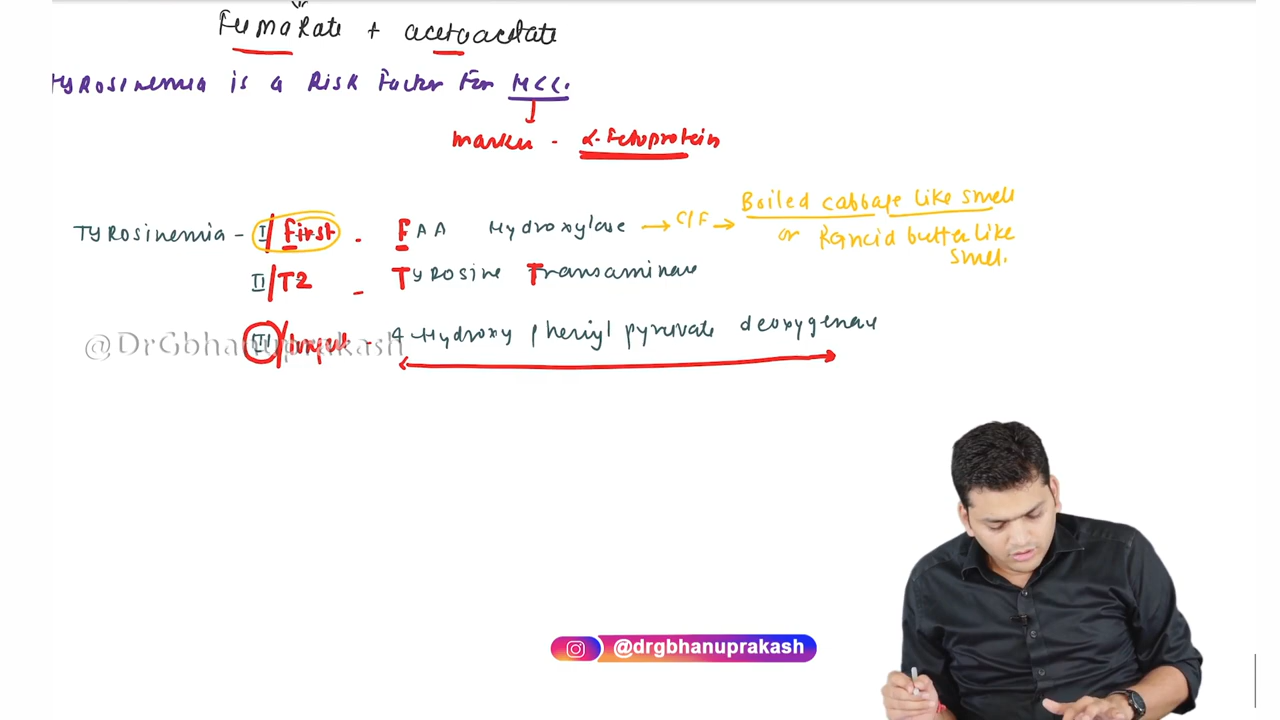 Fumarate + acetoacetate
TYROSINEMIA is a Risk Factor For HCC.
marker - α-Fetoprotein
TYROSINEMIA - I/First - FAA Hydroxylase → C/F → Boiled cabbage like smell
or Rancid butter like
smell.
II/T2 - TYROSINE Transaminase
III/ - 4-Hydroxy phenyl pyruvate deoxygenase
@DrGbhanuprakash
@drgbhanuprakash